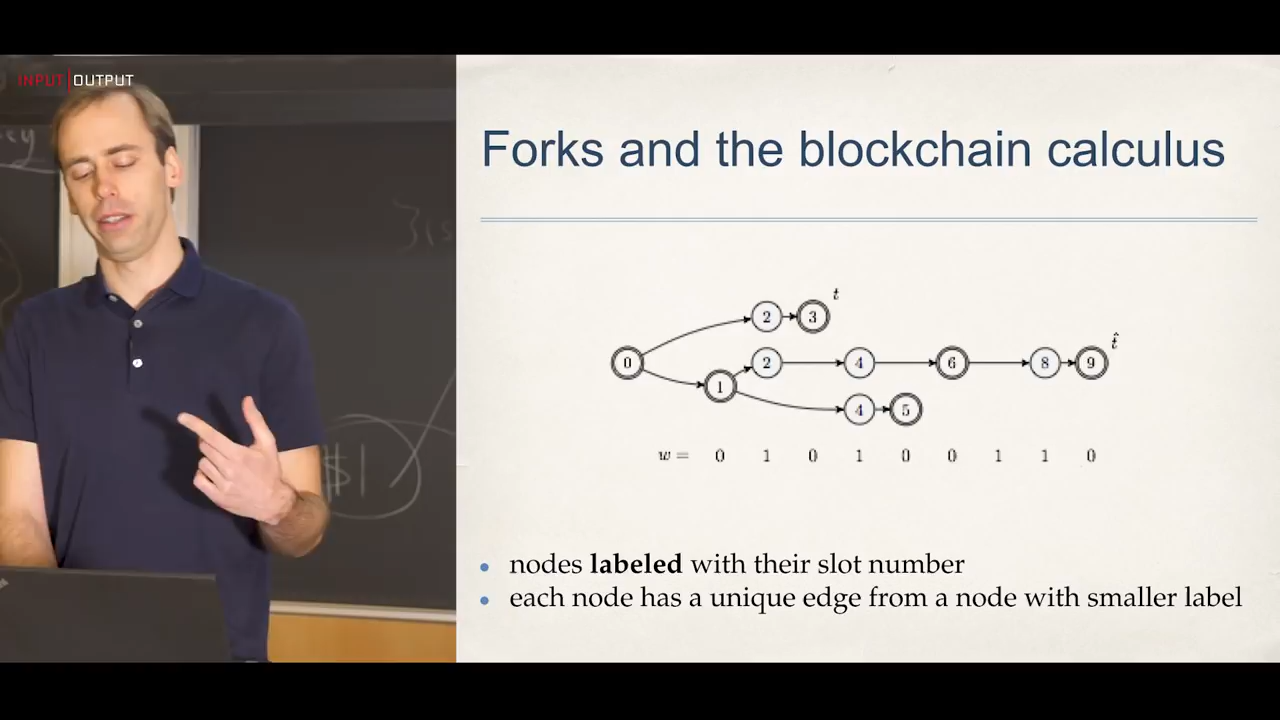 INPUT|OUTPUT
Forks and the blockchain calculus
t
2 3
t̂
0 2 4 6 8 9
1
4 5
w = 0 1 0 1 0 0 1 1 0
• nodes labeled with their slot number
• each node has a unique edge from a node with smaller label
$1